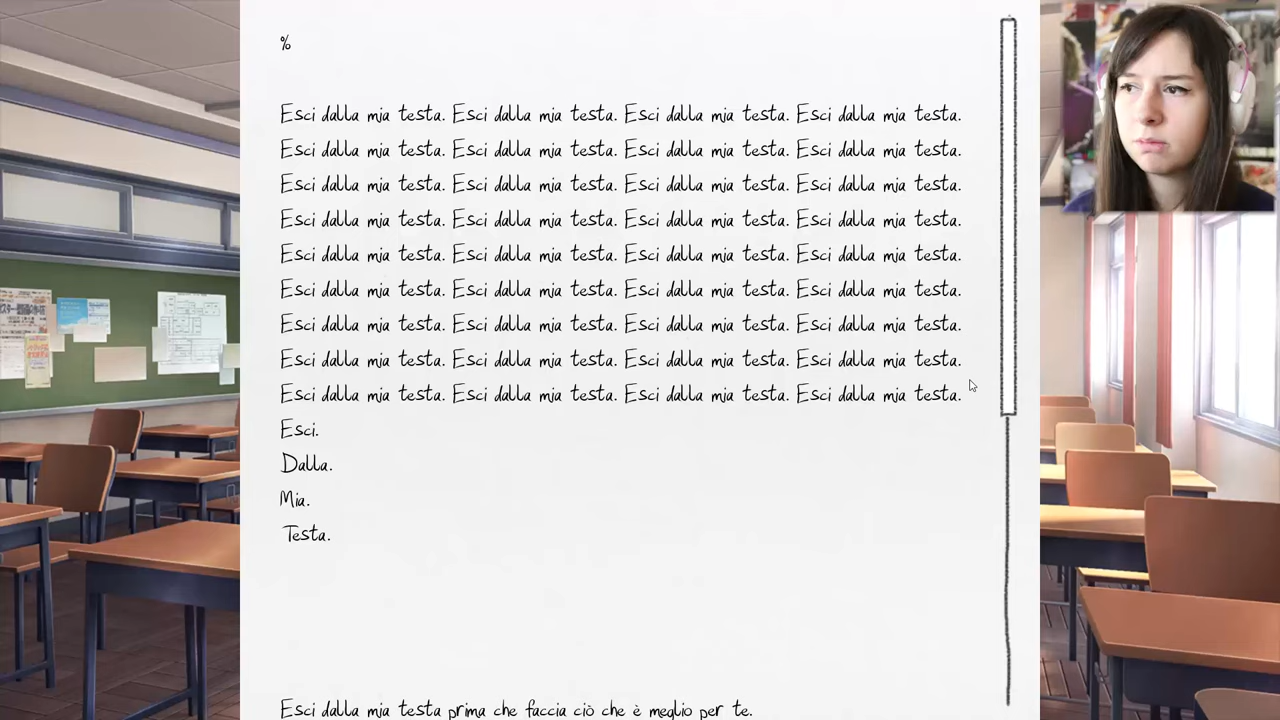 %
Esci dalla mia testa. Esci dalla mia testa. Esci dalla mia testa. Esci dalla mia testa.
Esci dalla mia testa. Esci dalla mia testa. Esci dalla mia testa. Esci dalla mia testa.
Esci dalla mia testa. Esci dalla mia testa. Esci dalla mia testa. Esci dalla mia testa.
Esci dalla mia testa. Esci dalla mia testa. Esci dalla mia testa. Esci dalla mia testa.
Esci dalla mia testa. Esci dalla mia testa. Esci dalla mia testa. Esci dalla mia testa.
Esci dalla mia testa. Esci dalla mia testa. Esci dalla mia testa. Esci dalla mia testa.
Esci dalla mia testa. Esci dalla mia testa. Esci dalla mia testa. Esci dalla mia testa.
Esci dalla mia testa. Esci dalla mia testa. Esci dalla mia testa. Esci dalla mia testa.
Esci dalla mia testa. Esci dalla mia testa. Esci dalla mia testa. Esci dalla mia testa.
Esci.
Dalla.
Mia.
Testa.
Esci dalla mia testa prima che faccia ciò che è meglio per te.